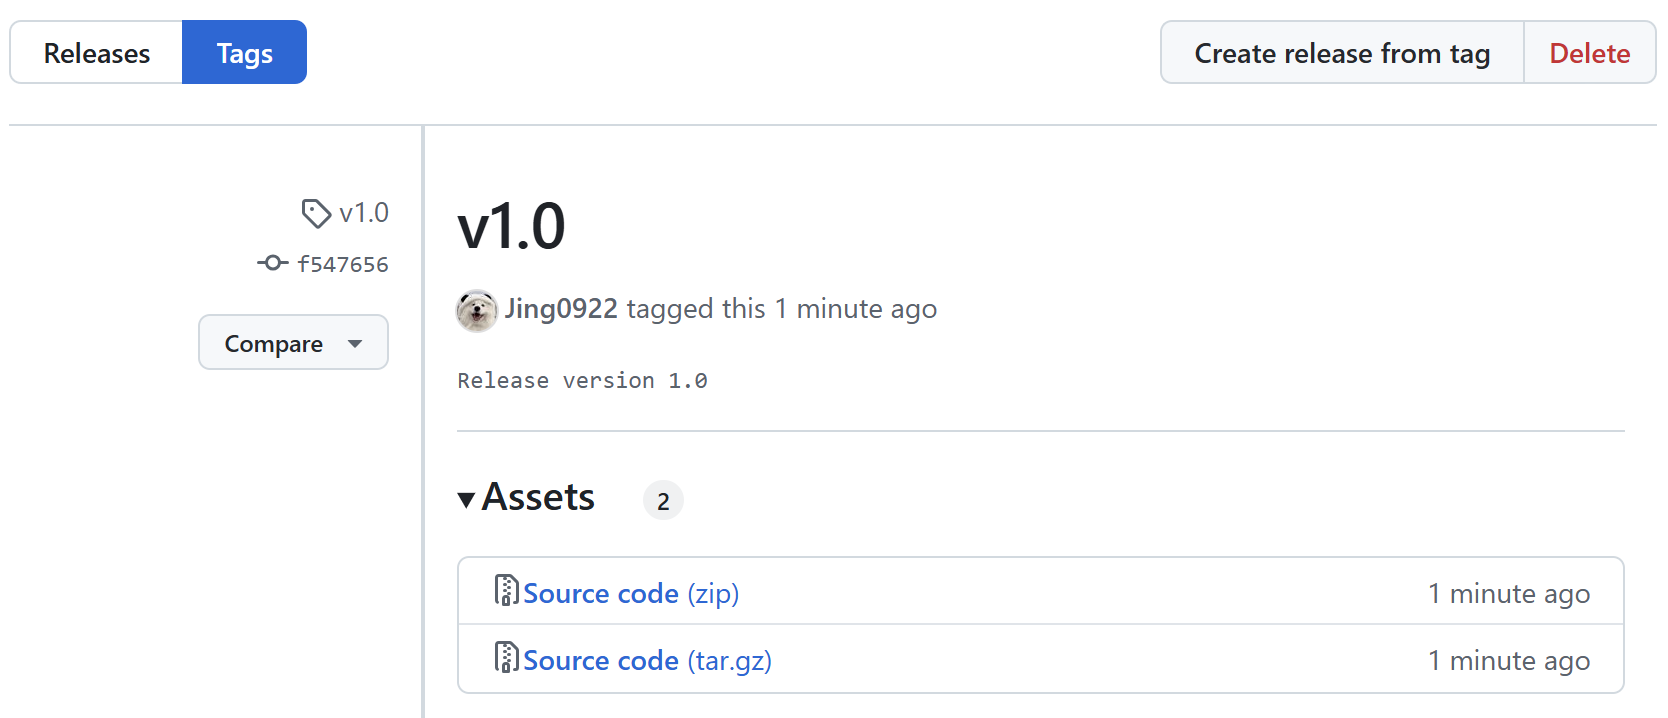 Releases Tags Create release from tag Delete
v1.0
f547656
Compare
v1.0
Jing0922 tagged this 1 minute ago
Release version 1.0
Assets 2
Source code (zip) 1 minute ago
Source code (tar.gz) 1 minute ago